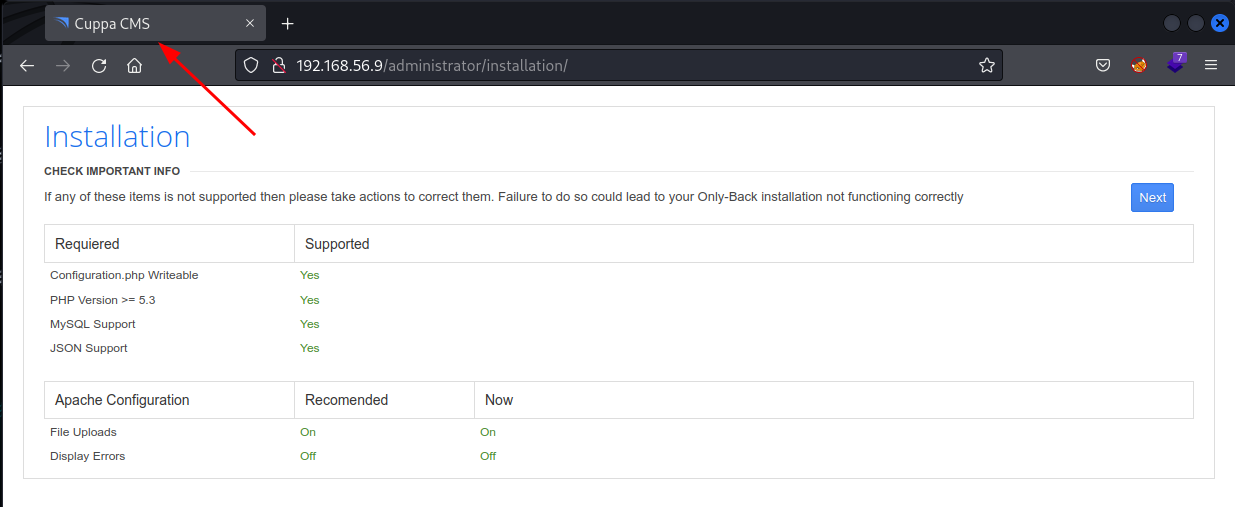 Cuppa CMS
192.168.56.9/administrator/installation/
7
Installation
CHECK IMPORTANT INFO
If any of these items is not supported then please take actions to correct them. Failure to do so could lead to your Only-Back installation not functioning correctly
Next
Requiered Supported
Configuration.php Writeable Yes
PHP Version >= 5.3 Yes
MySQL Support Yes
JSON Support Yes
Apache Configuration Recomended Now
File Uploads On On
Display Errors Off Off